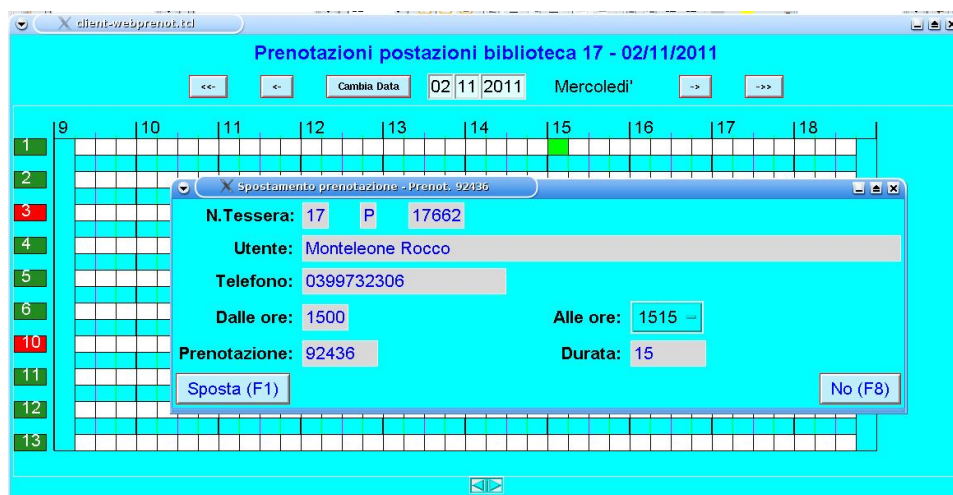 client-webprenot.tcl
Prenotazioni postazioni biblioteca 17 - 02/11/2011
<<- <- Cambia Data 02 11 2011 Mercoledi' -> ->>
9 10 11 12 13 14 15 16 17 18
1
2
Spostamento prenotazione - Prenot. 92436
3
N.Tessera: 17 P 17662
4
Utente: Monteleone Rocco
5
Telefono: 0399732306
6
Dalle ore: 1500 Alle ore: 1515
10
Prenotazione: 92436 Durata: 15
11
Sposta (F1) No (F8)
12
13